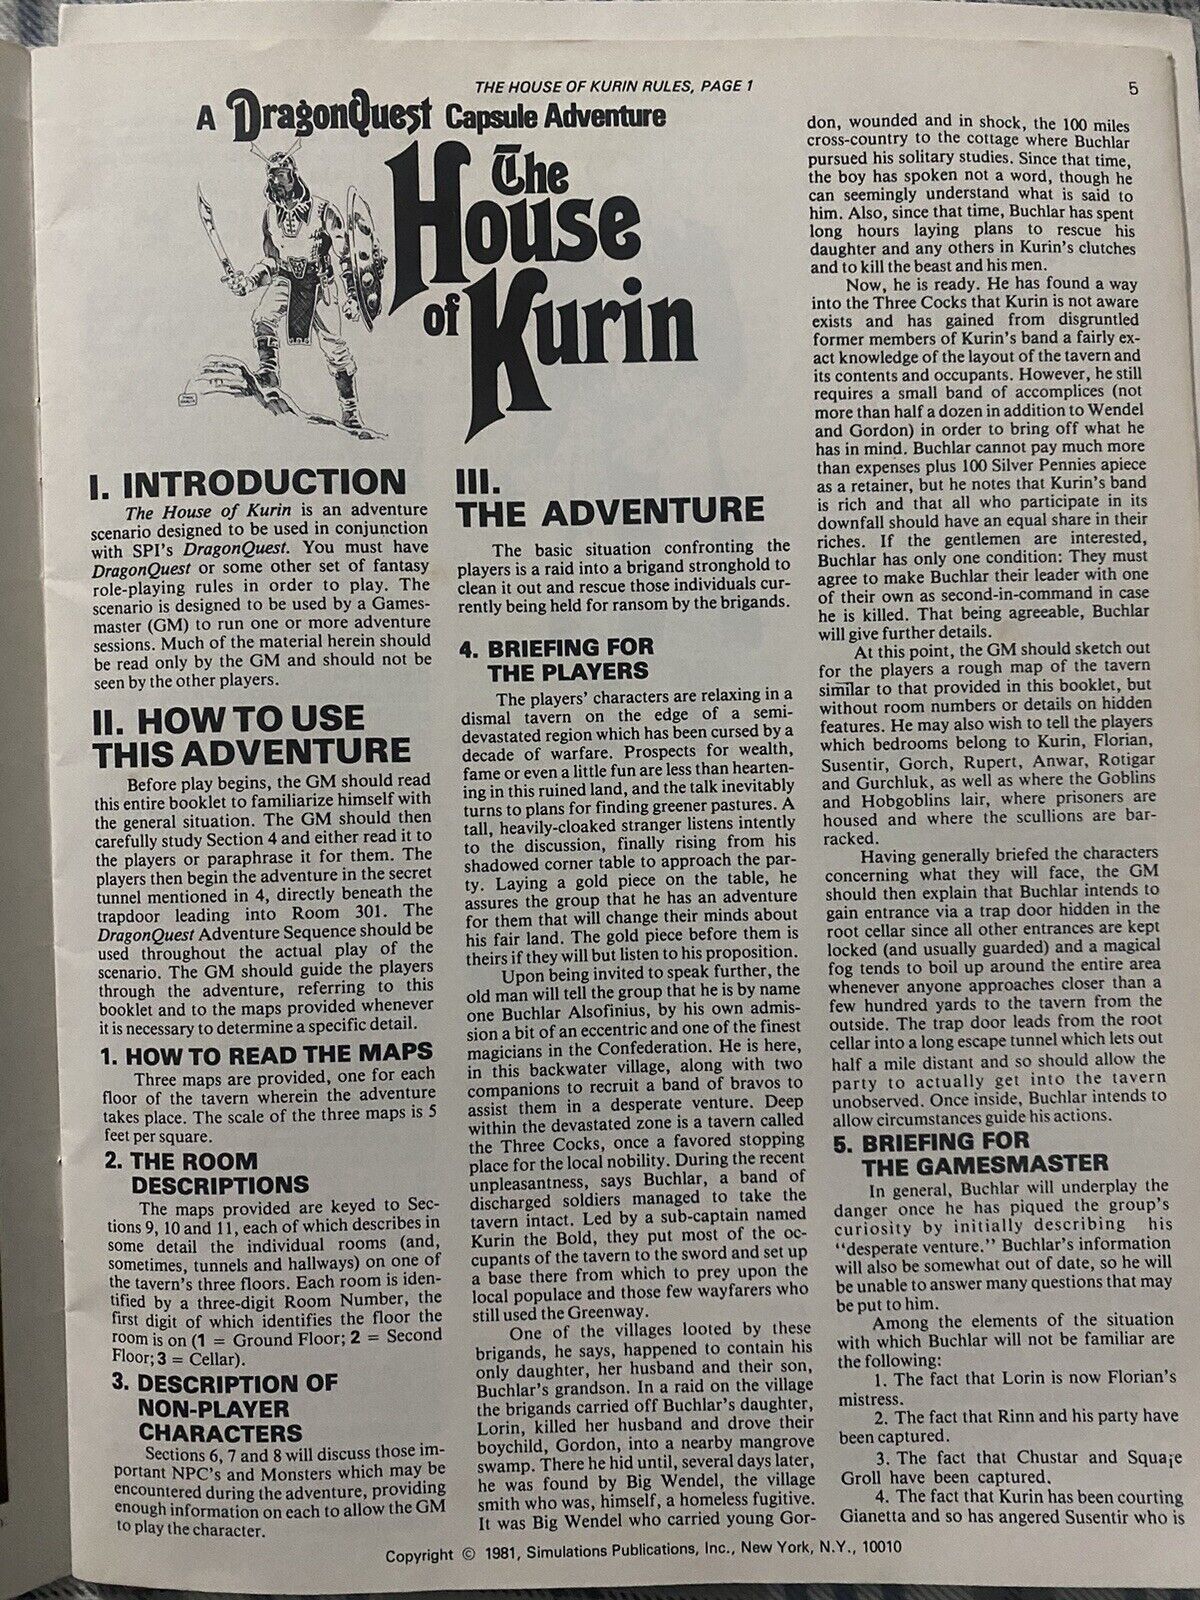 THE HOUSE OF KURIN RULES, PAGE 1
5
A DragonQuest Capsule Adventure
The
House
of Kurin
I. INTRODUCTION
The House of Kurin is an adventure
scenario designed to be used in conjunction
with SPI's DragonQuest. You must have
DragonQuest or some other set of fantasy
role-playing rules in order to play. The
scenario is designed to be used by a Games-
master (GM) to run one or more adventure
sessions. Much of the material herein should
be read only by the GM and should not be
seen by the other players.
II. HOW TO USE
THIS ADVENTURE
Before play begins, the GM should read
this entire booklet to familiarize himself with
the general situation. The GM should then
carefully study Section 4 and either read it to
the players or paraphrase it for them. The
players then begin the adventure in the secret
tunnel mentioned in 4, directly beneath the
trapdoor leading into Room 301. The
DragonQuest Adventure Sequence should be
used throughout the actual play of the
scenario. The GM should guide the players
through the adventure, referring to this
booklet and to the maps provided whenever
it is necessary to determine a specific detail.
1. HOW TO READ THE MAPS
Three maps are provided, one for each
floor of the tavern wherein the adventure
takes place. The scale of the three maps is 5
feet per square.
2. THE ROOM
DESCRIPTIONS
The maps provided are keyed to Sec-
tions 9, 10 and 11, each of which describes in
some detail the individual rooms (and,
sometimes, tunnels and hallways) on one of
the tavern's three floors. Each room is iden-
tified by a three-digit Room Number, the
first digit of which identifies the floor the
room is on (1 = Ground Floor; 2 = Second
Floor; 3 = Cellar).
3. DESCRIPTION OF
NON-PLAYER
CHARACTERS
Sections 6, 7 and 8 will discuss those im-
portant NPC's and Monsters which may be
encountered during the adventure, providing
enough information on each to allow the GM
to play the character.
III.
THE ADVENTURE
The basic situation confronting the
players is a raid into a brigand stronghold to
clean it out and rescue those individuals cur-
rently being held for ransom by the brigands.
4. BRIEFING FOR
THE PLAYERS
The players' characters are relaxing in a
dismal tavern on the edge of a semi-
devastated region which has been cursed by a
decade of warfare. Prospects for wealth,
fame or even a little fun are less than hearten-
ing in this ruined land, and the talk inevitably
turns to plans for finding greener pastures. A
tall, heavily-cloaked stranger listens intently
to the discussion, finally rising from his
shadowed corner table to approach the par-
ty. Laying a gold piece on the table, he
assures the group that he has an adventure
for them that will change their minds about
his fair land. The gold piece before them is
theirs if they will but listen to his proposition.
Upon being invited to speak further, the
old man will tell the group that he is by name
one Buchlar Alsofinius, by his own admis-
sion a bit of an eccentric and one of the finest
magicians in the Confederation. He is here,
in this backwater village, along with two
companions to recruit a band of bravos to
assist them in a desperate venture. Deep
within the devastated zone is a tavern called
the Three Cocks, once a favored stopping
place for the local nobility. During the recent
unpleasantness, says Buchlar, a band of
discharged soldiers managed to take the
tavern intact. Led by a sub-captain named
Kurin the Bold, they put most of the oc-
cupants of the tavern to the sword and set up
a base there from which to prey upon the
local populace and those few wayfarers who
still used the Greenway.
One of the villages looted by these
brigands, he says, happened to contain his
only daughter, her husband and their son,
Buchlar's grandson. In a raid on the village
the brigands carried off Buchlar's daughter,
Lorin, killed her husband and drove their
boychild, Gordon, into a nearby mangrove
swamp. There he hid until, several days later,
he was found by Big Wendel, the village
smith who was, himself, a homeless fugitive.
It was Big Wendel who carried young Gor-
don, wounded and in shock, the 100 miles
cross-country to the cottage where Buchlar
pursued his solitary studies. Since that time,
the boy has spoken not a word, though he
can seemingly understand what is said to
him. Also, since that time, Buchlar has spent
long hours laying plans to rescue his
daughter and any others in Kurin's clutches
and to kill the beast and his men.
Now, he is ready. He has found a way
into the Three Cocks that Kurin is not aware
exists and has gained from disgruntled
former members of Kurin's band a fairly ex-
act knowledge of the layout of the tavern and
its contents and occupants. However, he still
requires a small band of accomplices (not
more than half a dozen in addition to Wendel
and Gordon) in order to bring off what he
has in mind. Buchlar cannot pay much more
than expenses plus 100 Silver Pennies apiece
as a retainer, but he notes that Kurin's band
is rich and that all who participate in its
downfall should have an equal share in their
riches. If the gentlemen are interested,
Buchlar has only one condition: They must
agree to make Buchlar their leader with one
of their own as second-in-command in case
he is killed. That being agreeable, Buchlar
will give further details.
At this point, the GM should sketch out
for the players a rough map of the tavern
similar to that provided in this booklet, but
without room numbers or details on hidden
features. He may also wish to tell the players
which bedrooms belong to Kurin, Florian,
Susentir, Gorch, Rupert, Anwar, Rotigar
and Gurchluk, as well as where the Goblins
and Hobgoblins lair, where prisoners are
housed and where the scullions are bar-
racked.
Having generally briefed the characters
concerning what they will face, the GM
should then explain that Buchlar intends to
gain entrance via a trap door hidden in the
root cellar since all other entrances are kept
locked (and usually guarded) and a magical
fog tends to boil up around the entire area
whenever anyone approaches closer than a
few hundred yards to the tavern from the
outside. The trap door leads from the root
cellar into a long escape tunnel which lets out
half a mile distant and so should allow the
party to actually get into the tavern
unobserved. Once inside, Buchlar intends to
allow circumstances guide his actions.
5. BRIEFING FOR
THE GAMESMASTER
In general, Buchlar will underplay the
danger once he has piqued the group's
curiosity by initially describing his
"desperate venture." Buchlar's information
will also be somewhat out of date, so he will
be unable to answer many questions that may
be put to him.
Among the elements of the situation
with which Buchlar will not be familiar are
the following:
1. The fact that Lorin is now Florian's
mistress.
2. The fact that Rinn and his party have
been captured.
3. The fact that Chustar and Square
Groll have been captured.
4. The fact that Kurin has been courting
Gianetta and so has angered Susentir who is
Copyright © 1981, Simulations Publications, Inc., New York, N.Y., 10010